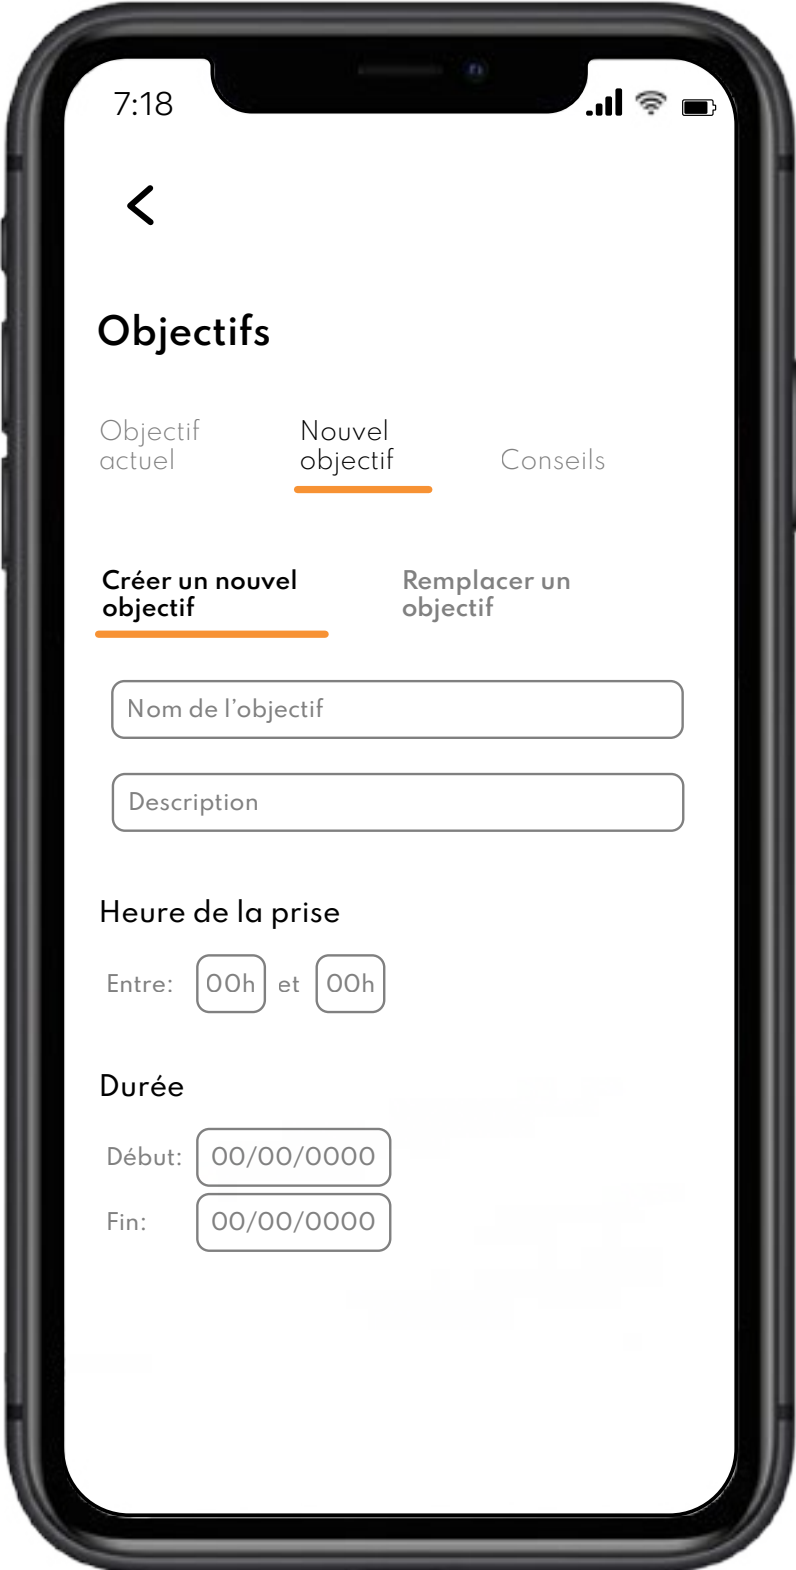 7:18
Objectifs
Objectif
actuel
Nouvel
objectif
Conseils
Créer un nouvel
objectif
Remplacer un
objectif
Nom de l'objectif
Description
Heure de la prise
Entre: 00h et 00h
Durée
Début: 00/00/0000
Fin: 00/00/0000